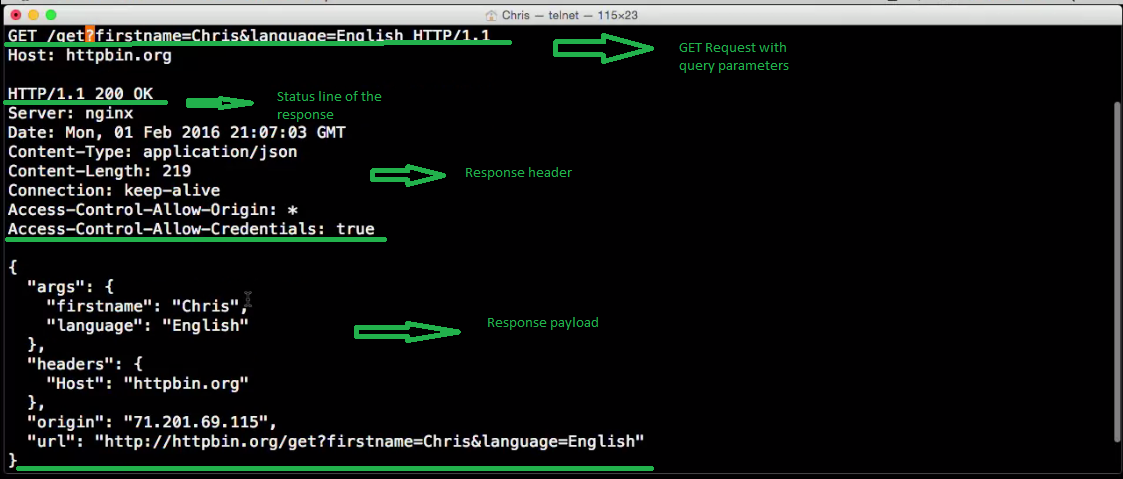 Chris — telnet — 115×23
GET /get?firstname=Chris&language=English HTTP/1.1
GET Request with
query parameters
Host: httpbin.org
HTTP/1.1 200 OK
Status line of the
response
Server: nginx
Date: Mon, 01 Feb 2016 21:07:03 GMT
Content-Type: application/json
Content-Length: 219
Response header
Connection: keep-alive
Access-Control-Allow-Origin: *
Access-Control-Allow-Credentials: true
{
"args": {
"firstname": "Chris",
"language": "English"
Response payload
},
"headers": {
"Host": "httpbin.org"
},
"origin": "71.201.69.115",
"url": "http://httpbin.org/get?firstname=Chris&language=English"
}